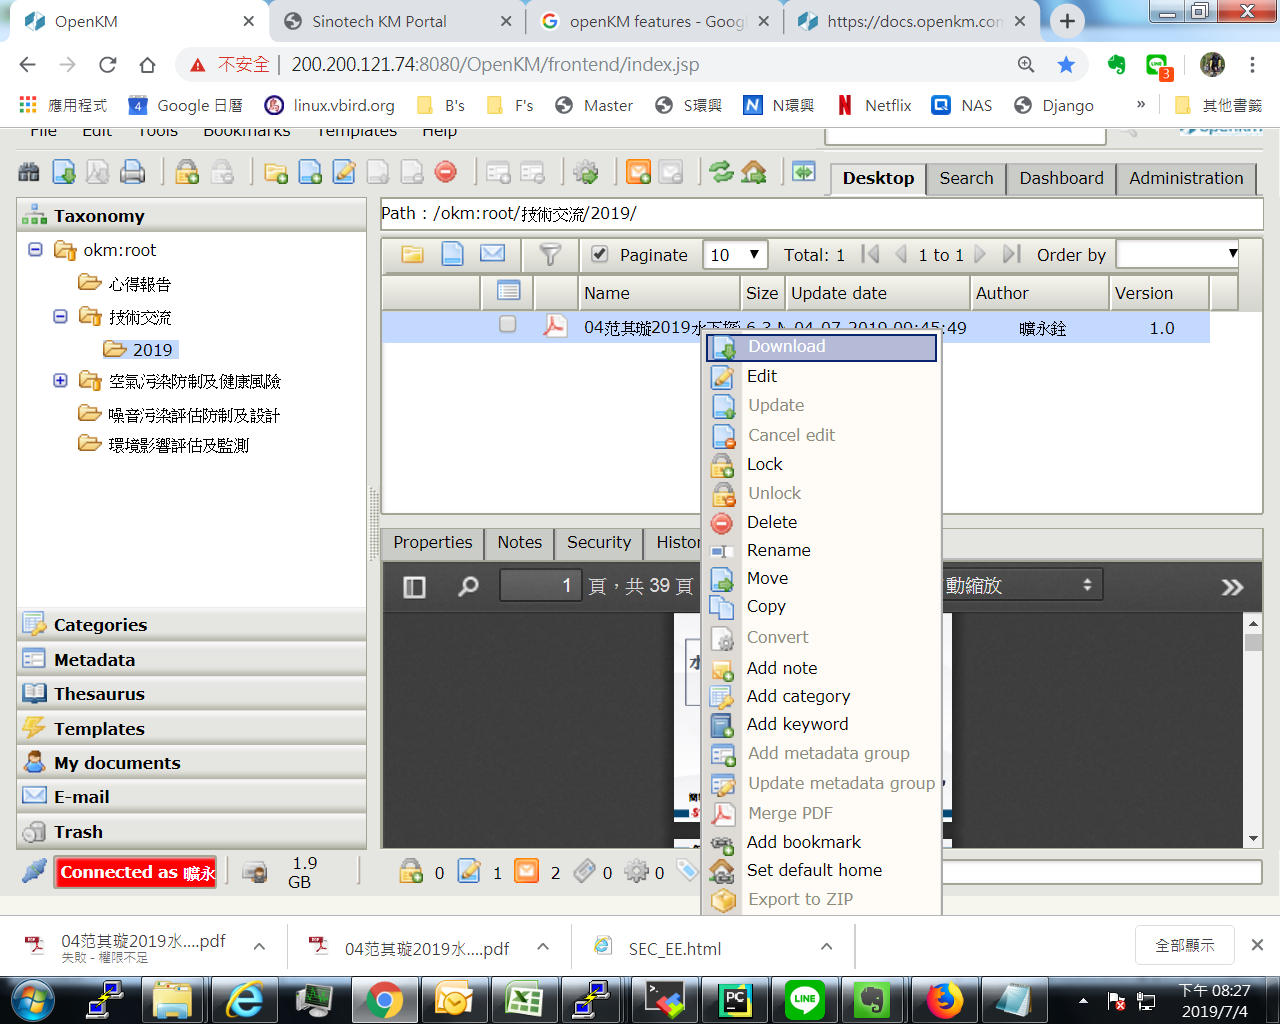 OpenKM
Sinotech KM Portal
openKM features - Goog
https://docs.openkm.com
不安全
200.200.121.74:8080/OpenKM/frontend/index.jsp
3
應用程式
4
Google 日曆
linux.vbird.org
B's
F's
Master
S環興
N環興
Netflix
NAS
Django
»
其他書籤
File
Edit
Tools
Bookmarks
Templates
Help
Desktop
Search
Dashboard
Administration
Taxonomy
okm:root
心得報告
技術交流
2019
空氣污染防制及健康風險
噪音污染評估防制及設計
環境影響評估及監測
Categories
Metadata
Thesaurus
Templates
My documents
E-mail
Trash
Path : /okm:root/技術交流/2019/
Paginate
10
Total: 1
1 to 1
Order by
Name
Size
Update date
Author
Version
04范其璇2019水下
04-07-2019 09:45:49
曠永銓
1.0
Download
Edit
Update
Cancel edit
Lock
Unlock
Delete
Rename
Move
Copy
Convert
Add note
Add category
Add keyword
Add metadata group
Update metadata group
Merge PDF
Add bookmark
Set default home
Export to ZIP
Properties
Notes
Security
Histor
1
頁，共 39 頁
動縮放
Connected as 曠永
1.9
GB
0
1
2
0
0
04范其璇2019水....pdf
失敗 - 權限不足
04范其璇2019水....pdf
SEC_EE.html
全部顯示
PC
LINE
下午 08:27
2019/7/4